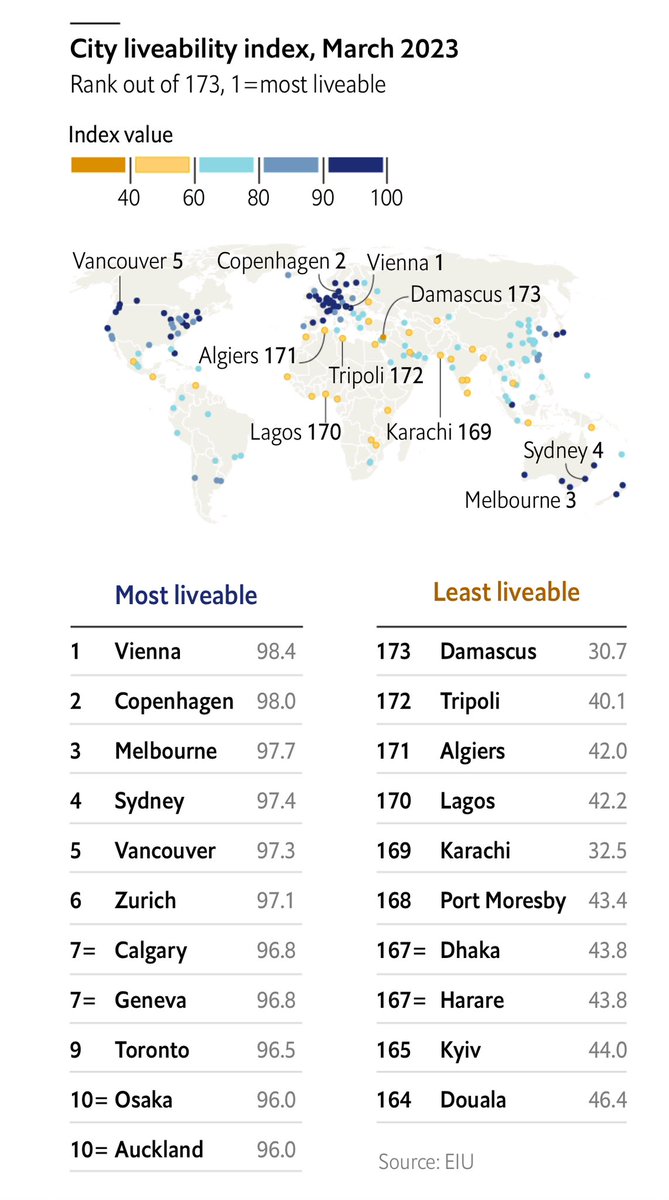 City liveability index, March 2023
Rank out of 173, 1=most liveable
Index value
40 60 80 90 100
Vancouver 5
Copenhagen 2
Vienna 1
Damascus 173
Algiers 171
Tripoli 172
Lagos 170
Karachi 169
Sydney 4
Melbourne 3
Most liveable
1 Vienna 98.4
2 Copenhagen 98.0
3 Melbourne 97.7
4 Sydney 97.4
5 Vancouver 97.3
6 Zurich 97.1
7= Calgary 96.8
7= Geneva 96.8
9 Toronto 96.5
10= Osaka 96.0
10= Auckland 96.0
Least liveable
173 Damascus 30.7
172 Tripoli 40.1
171 Algiers 42.0
170 Lagos 42.2
169 Karachi 32.5
168 Port Moresby 43.4
167= Dhaka 43.8
167= Harare 43.8
165 Kyiv 44.0
164 Douala 46.4
Source: EIU